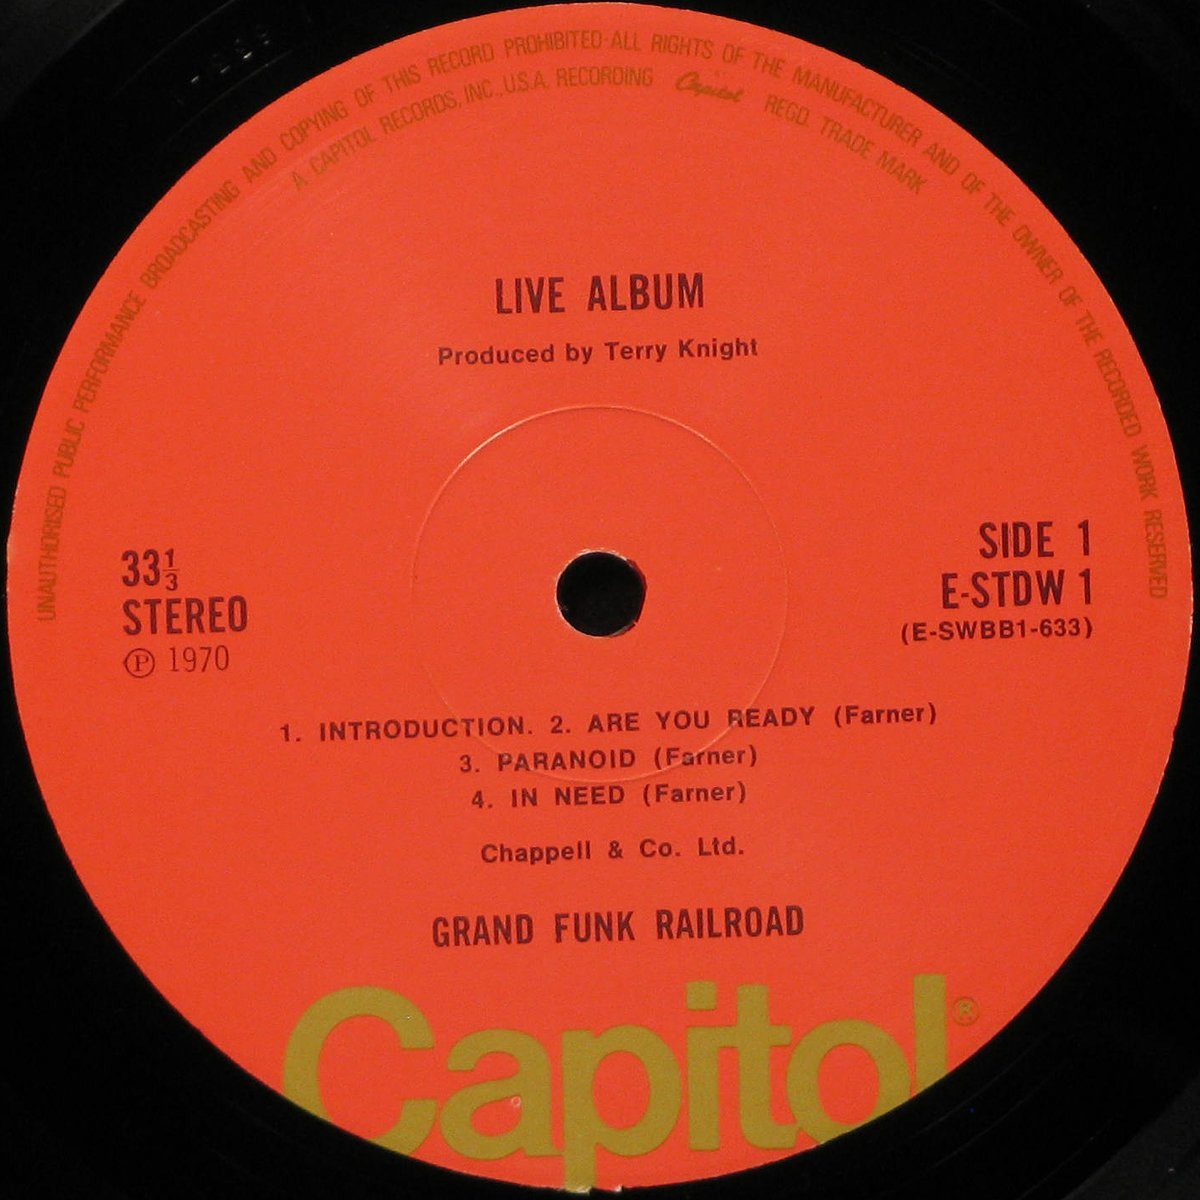 UNAUTHORISED PUBLIC PERFORMANCE BROADCASTING AND COPYING OF THIS RECORD PROHIBITED-ALL RIGHTS OF THE MANUFACTURER AND OF THE OWNER OF THE RECORDED WORK RESERVED
A CAPITOL RECORDS, INC., U.S.A. RECORDING Capitol REGD. TRADE MARK
LIVE ALBUM
Produced by Terry Knight
33⅓
STEREO
Ⓟ 1970
SIDE 1
E-STDW 1
(E-SWBB1-633)
1. INTRODUCTION. 2. ARE YOU READY (Farner)
3. PARANOID (Farner)
4. IN NEED (Farner)
Chappell & Co. Ltd.
GRAND FUNK RAILROAD
Capitol®